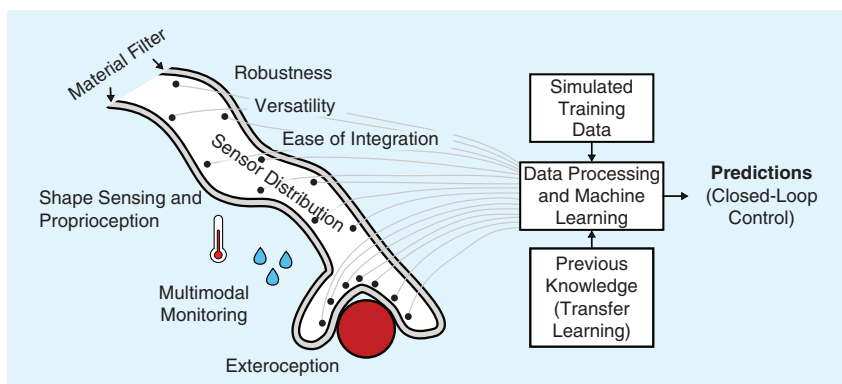 Material Filter
Robustness
Versatility
Ease of Integration
Sensor Distribution
Shape Sensing and
Proprioception
Multimodal
Monitoring
Exteroception
Simulated
Training
Data
Data Processing
and Machine
Learning
Previous
Knowledge
(Transfer
Learning)
Predictions
(Closed-Loop
Control)